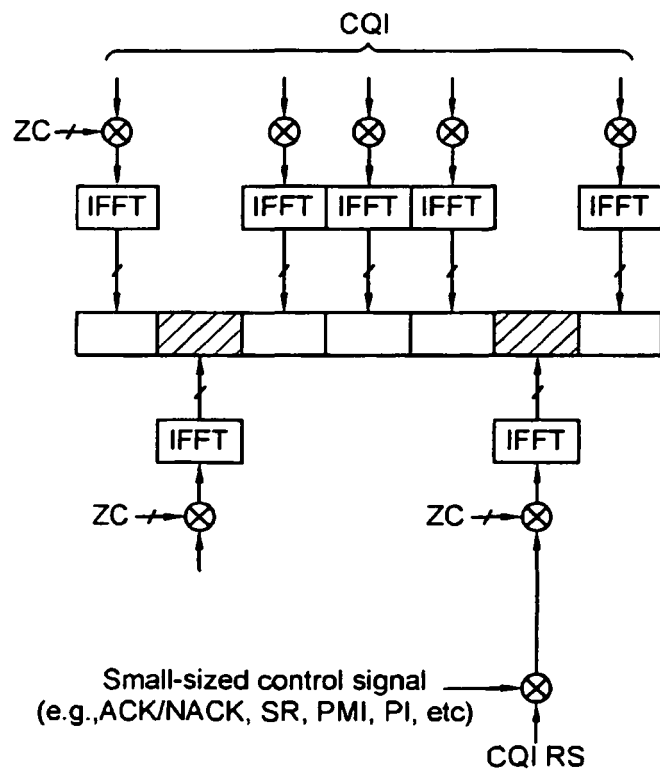 CQI
ZC
IFFT
IFFT
IFFT
IFFT
IFFT
IFFT
IFFT
ZC
ZC
Small-sized control signal
(e.g.,ACK/NACK, SR, PMI, PI, etc)
CQI RS